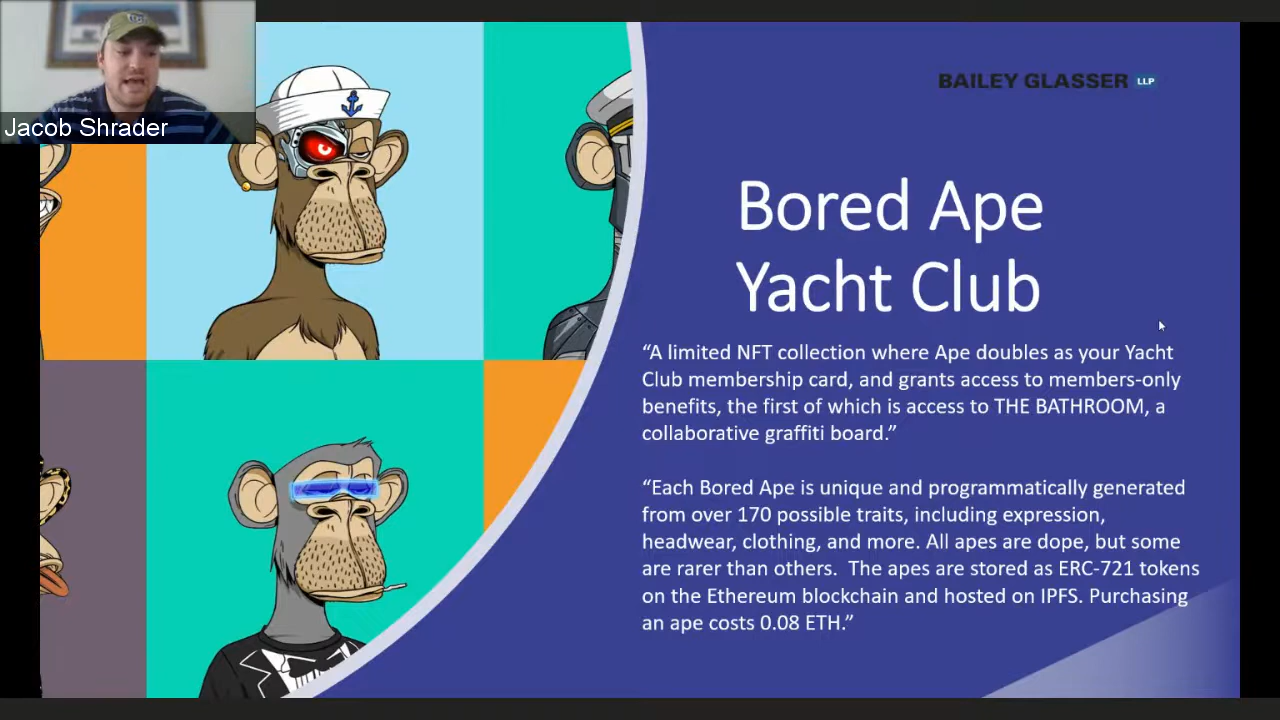 Jacob Shrader
BAILEY GLASSER LLP
Bored Ape
Yacht Club
“A limited NFT collection where Ape doubles as your Yacht
Club membership card, and grants access to members-only
benefits, the first of which is access to THE BATHROOM, a
collaborative graffiti board.”
“Each Bored Ape is unique and programmatically generated
from over 170 possible traits, including expression,
headwear, clothing, and more. All apes are dope, but some
are rarer than others.  The apes are stored as ERC-721 tokens
on the Ethereum blockchain and hosted on IPFS. Purchasing
an ape costs 0.08 ETH.”